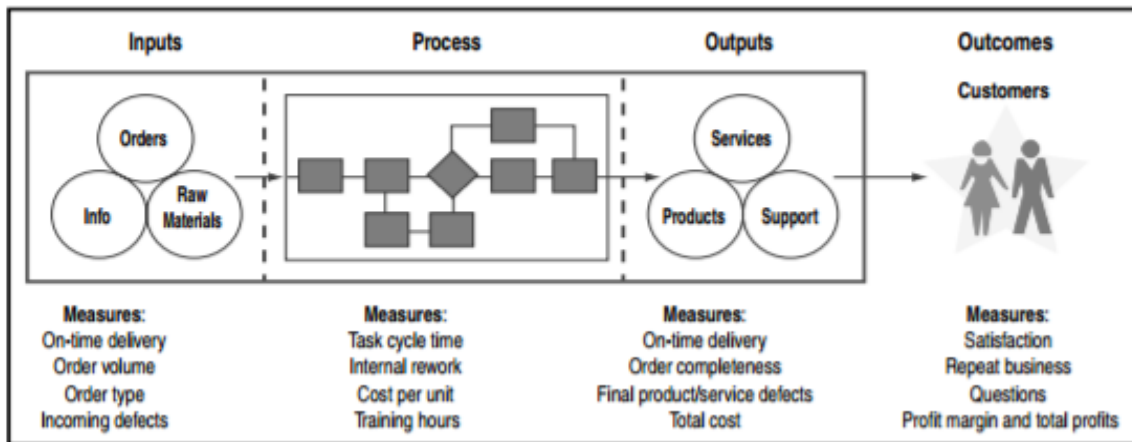 Inputs
Process
Outputs
Outcomes
Customers
Orders
Info
Raw
Materials
Services
Products
Support
Measures:
On-time delivery
Order volume
Order type
Incoming defects
Measures:
Task cycle time
Internal rework
Cost per unit
Training hours
Measures:
On-time delivery
Order completeness
Final product/service defects
Total cost
Measures:
Satisfaction
Repeat business
Questions
Profit margin and total profits